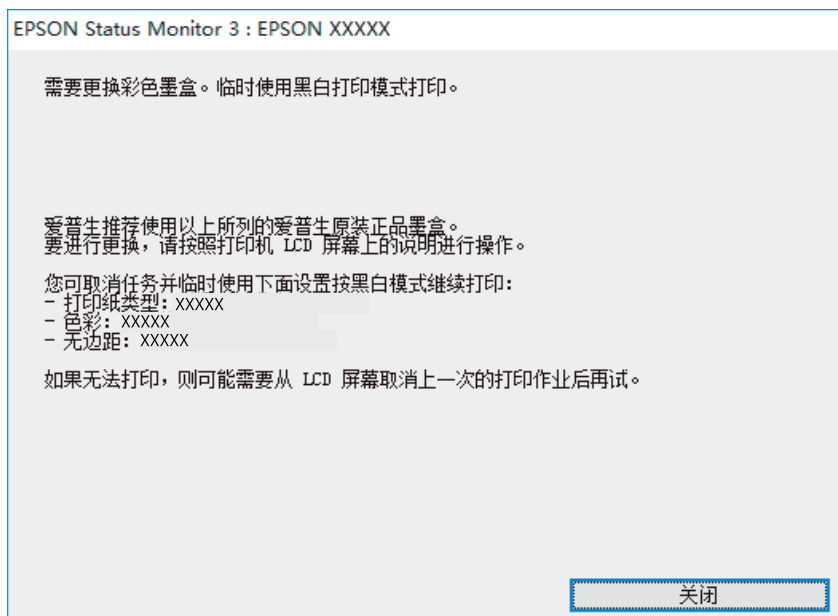 EPSON Status Monitor 3 : EPSON XXXXX
需要更换彩色墨盒。临时使用黑白打印模式打印。
爱普生推荐使用以上所列的爱普生原装正品墨盒。
要进行更换，请按照打印机 LCD 屏幕上的说明进行操作。
您可取消任务并临时使用下面设置按黑白模式继续打印：
- 打印纸类型：XXXXX
- 色彩：XXXXX
- 无边距：XXXXX
如果无法打印，则可能需要从 LCD 屏幕取消上一次的打印作业后再试。
关闭